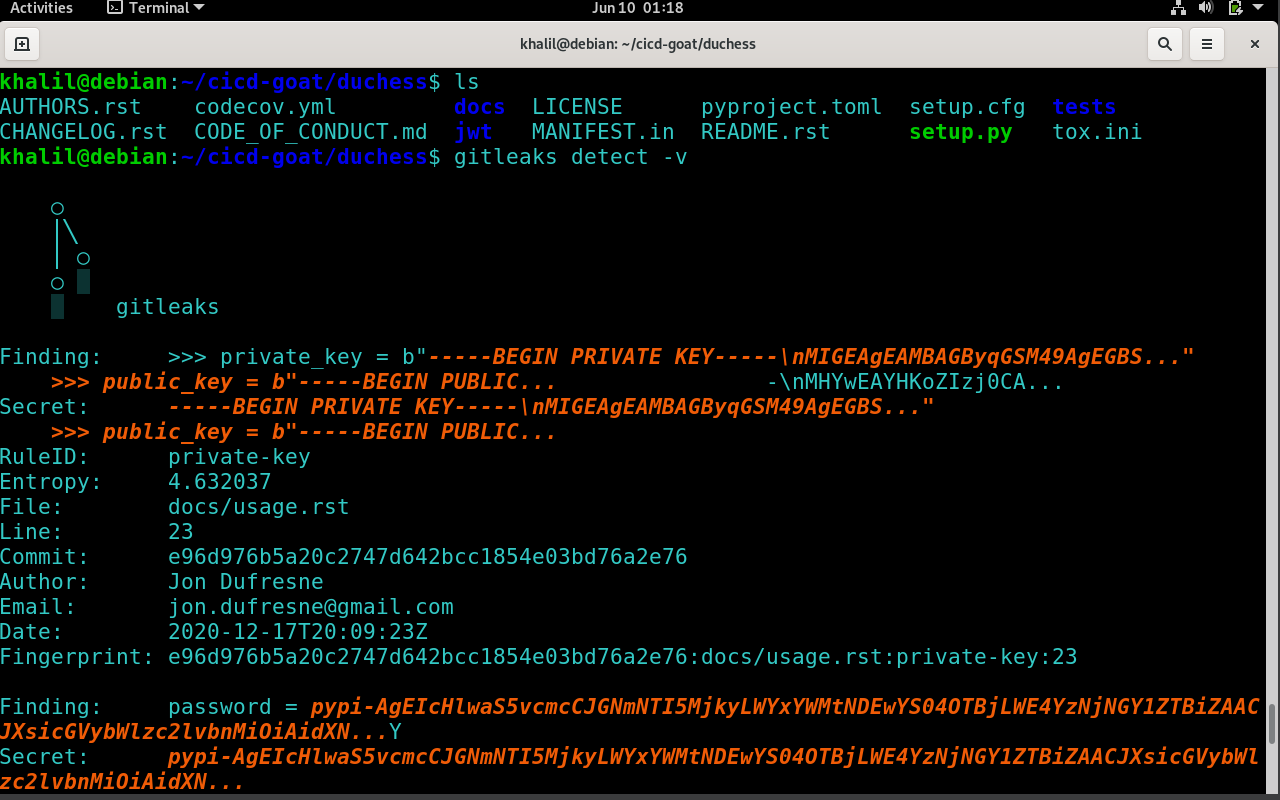 Activities Terminal Jun 10 01:18
khalil@debian: ~/cicd-goat/duchess
khalil@debian:~/cicd-goat/duchess$ ls
AUTHORS.rst codecov.yml docs LICENSE pyproject.toml setup.cfg tests
CHANGELOG.rst CODE_OF_CONDUCT.md jwt MANIFEST.in README.rst setup.py tox.ini
khalil@debian:~/cicd-goat/duchess$ gitleaks detect -v
○
│╲
│ ○
○ ░
░ gitleaks
Finding: >>> private_key = b"-----BEGIN PRIVATE KEY-----\nMIGEAgEAMBAGByqGSM49AgEGBS..."
>>> public_key = b"-----BEGIN PUBLIC... -\nMHYwEAYHKoZIzj0CA...
Secret: -----BEGIN PRIVATE KEY-----\nMIGEAgEAMBAGByqGSM49AgEGBS..."
>>> public_key = b"-----BEGIN PUBLIC...
RuleID: private-key
Entropy: 4.632037
File: docs/usage.rst
Line: 23
Commit: e96d976b5a20c2747d642bcc1854e03bd76a2e76
Author: Jon Dufresne
Email: jon.dufresne@gmail.com
Date: 2020-12-17T20:09:23Z
Fingerprint: e96d976b5a20c2747d642bcc1854e03bd76a2e76:docs/usage.rst:private-key:23
Finding: password = pypi-AgEIcHlwaS5vcmcCJGNmNTI5MjkyLWYxYWMtNDEwYS04OTBjLWE4YzNjNGY1ZTBiZAAC
JXsicGVybWlzc2lvbnMiOiAidXN...Y
Secret: pypi-AgEIcHlwaS5vcmcCJGNmNTI5MjkyLWYxYWMtNDEwYS04OTBjLWE4YzNjNGY1ZTBiZAACJXsicGVybWl
zc2lvbnMiOiAidXN...